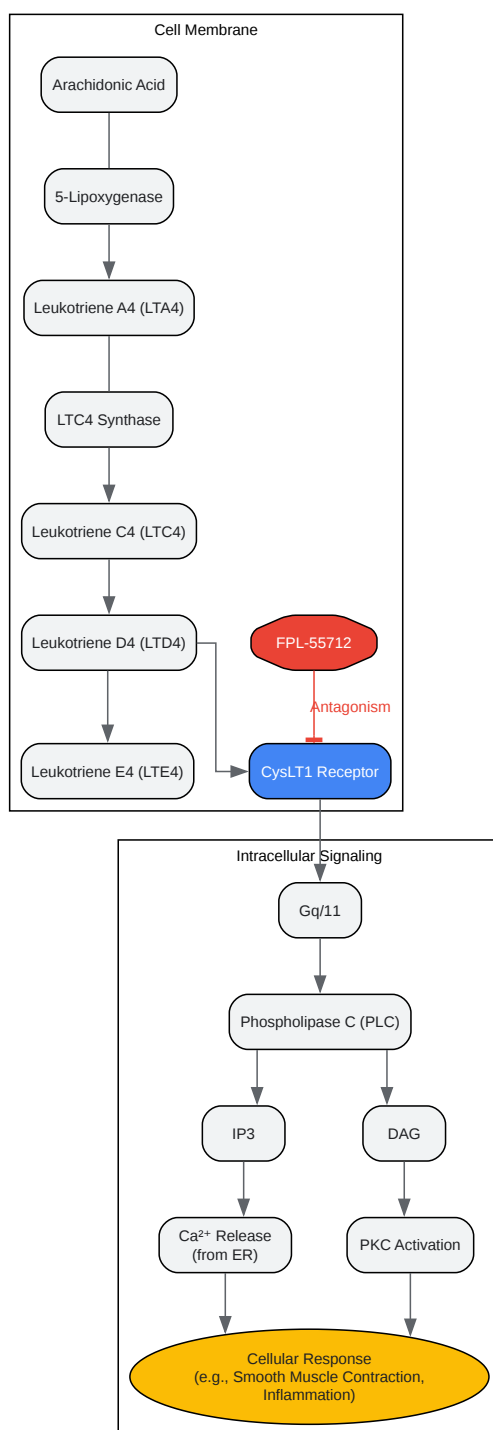 Cell Membrane
Arachidonic Acid
5-Lipoxygenase
Leukotriene A4 (LTA4)
LTC4 Synthase
Leukotriene C4 (LTC4)
Leukotriene D4 (LTD4)
FPL-55712
Antagonism
Leukotriene E4 (LTE4)
CysLT1 Receptor
Intracellular Signaling
Gq/11
Phospholipase C (PLC)
IP3
DAG
Ca²⁺ Release
(from ER)
PKC Activation
Cellular Response
(e.g., Smooth Muscle Contraction,
Inflammation)